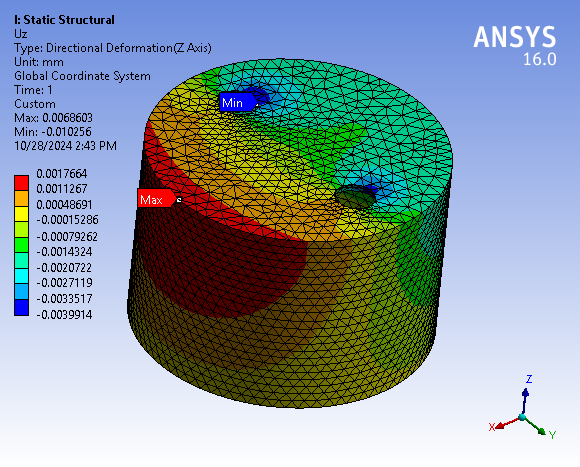 I: Static Structural
Uz
Type: Directional Deformation(Z Axis)
Unit: mm
Global Coordinate System
Time: 1
Custom
Max: 0.0068603
Min: -0.010256
10/28/2024 2:43 PM
ANSYS
16.0
Min
Max
0.0017664
0.0011267
0.00048691
-0.00015286
-0.00079262
-0.0014324
-0.0020722
-0.0027119
-0.0033517
-0.0039914
Z
X
Y